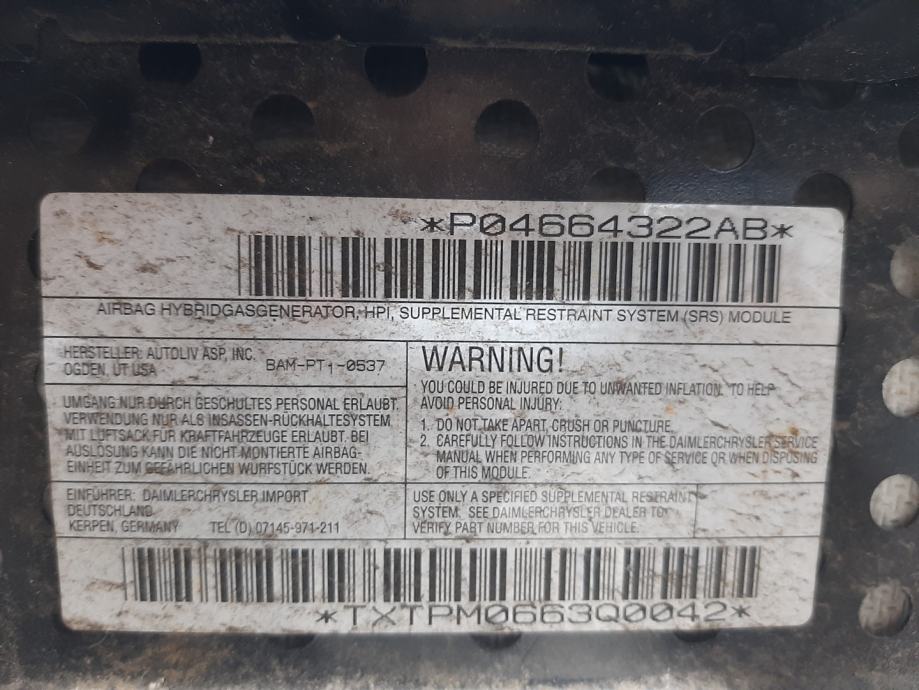 *P04664322AB*
AIRBAG HYBRIDGASGENERATOR, HPI, SUPPLEMENTAL RESTRAINT SYSTEM (SRS) MODULE
HERSTELLER: AUTOLIV ASP, INC.
OGDEN, UT USA
BAM-PT1-0537
UMGANG NUR DURCH GESCHULTES PERSONAL ERLAUBT.
VERWENDUNG NUR ALS INSASSEN-RÜCKHALTESYSTEM
MIT LUFTSACK FÜR KRAFTFAHRZEUGE ERLAUBT. BEI
AUSLÖSUNG KANN DIE NICHT MONTIERTE AIRBAG-
EINHEIT ZUM GEFÄHRLICHEN WURFSTÜCK WERDEN.
EINFÜHRER: DAIMLERCHRYSLER IMPORT
DEUTSCHLAND
KERPEN, GERMANY TEL (D) 07145-971-211
WARNING!
YOU COULD BE INJURED DUE TO UNWANTED INFLATION. TO HELP
AVOID PERSONAL INJURY:
1. DO NOT TAKE APART, CRUSH OR PUNCTURE.
2. CAREFULLY FOLLOW INSTRUCTIONS IN THE DAIMLERCHRYSLER SERVICE
MANUAL WHEN PERFORMING ANY TYPE OF SERVICE OR WHEN DISPOSING
OF THIS MODULE.
USE ONLY A SPECIFIED SUPPLEMENTAL RESTRAINT
SYSTEM. SEE DAIMLERCHRYSLER DEALER TO
VERIFY PART NUMBER FOR THIS VEHICLE.
*TXTPM0663Q0042*